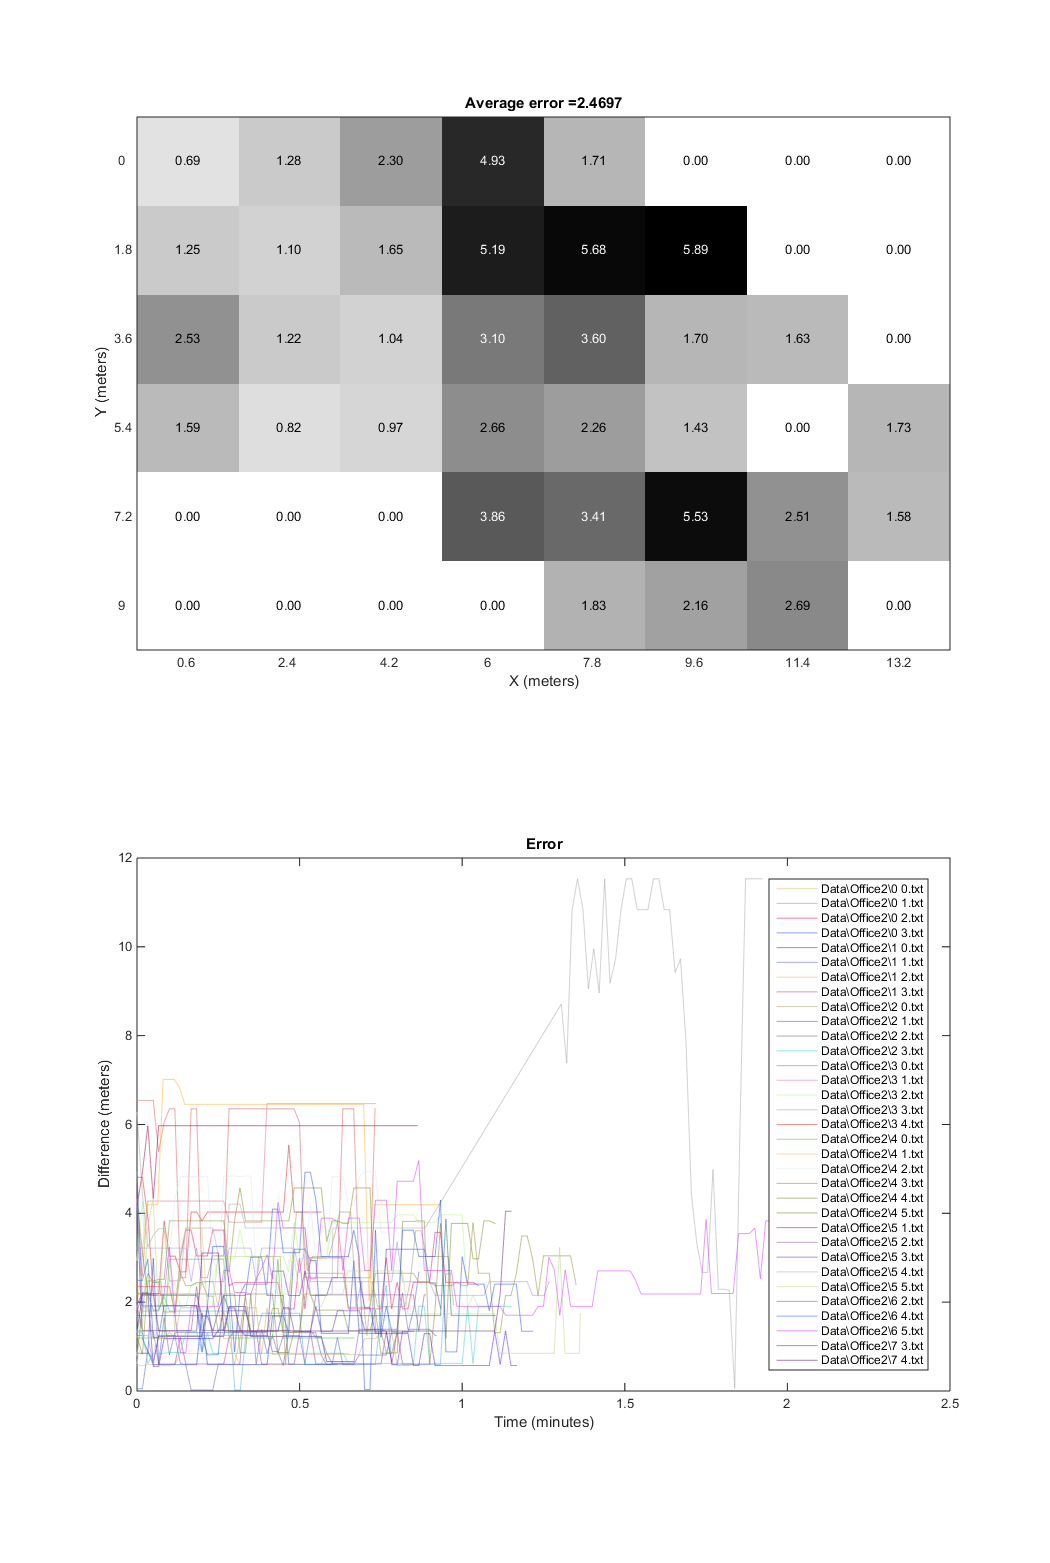 Average error =2.4697
0 0.69 1.28 2.30 4.93 1.71 0.00 0.00 0.00
1.8 1.25 1.10 1.65 5.19 5.68 5.89 0.00 0.00
3.6 2.53 1.22 1.04 3.10 3.60 1.70 1.63 0.00
5.4 1.59 0.82 0.97 2.66 2.26 1.43 0.00 1.73
7.2 0.00 0.00 0.00 3.86 3.41 5.53 2.51 1.58
9 0.00 0.00 0.00 0.00 1.83 2.16 2.69 0.00
Y (meters)
0.6 2.4 4.2 6 7.8 9.6 11.4 13.2
X (meters)
Error
12
10
8
6
4
2
0
Difference (meters)
Data\Office2\0 0.txt
Data\Office2\0 1.txt
Data\Office2\0 2.txt
Data\Office2\0 3.txt
Data\Office2\1 0.txt
Data\Office2\1 1.txt
Data\Office2\1 2.txt
Data\Office2\1 3.txt
Data\Office2\2 0.txt
Data\Office2\2 1.txt
Data\Office2\2 2.txt
Data\Office2\2 3.txt
Data\Office2\3 0.txt
Data\Office2\3 1.txt
Data\Office2\3 2.txt
Data\Office2\3 3.txt
Data\Office2\3 4.txt
Data\Office2\4 0.txt
Data\Office2\4 1.txt
Data\Office2\4 2.txt
Data\Office2\4 3.txt
Data\Office2\4 4.txt
Data\Office2\4 5.txt
Data\Office2\5 1.txt
Data\Office2\5 2.txt
Data\Office2\5 3.txt
Data\Office2\5 4.txt
Data\Office2\5 5.txt
Data\Office2\6 2.txt
Data\Office2\6 4.txt
Data\Office2\6 5.txt
Data\Office2\7 3.txt
Data\Office2\7 4.txt
0 0.5 1 1.5 2 2.5
Time (minutes)